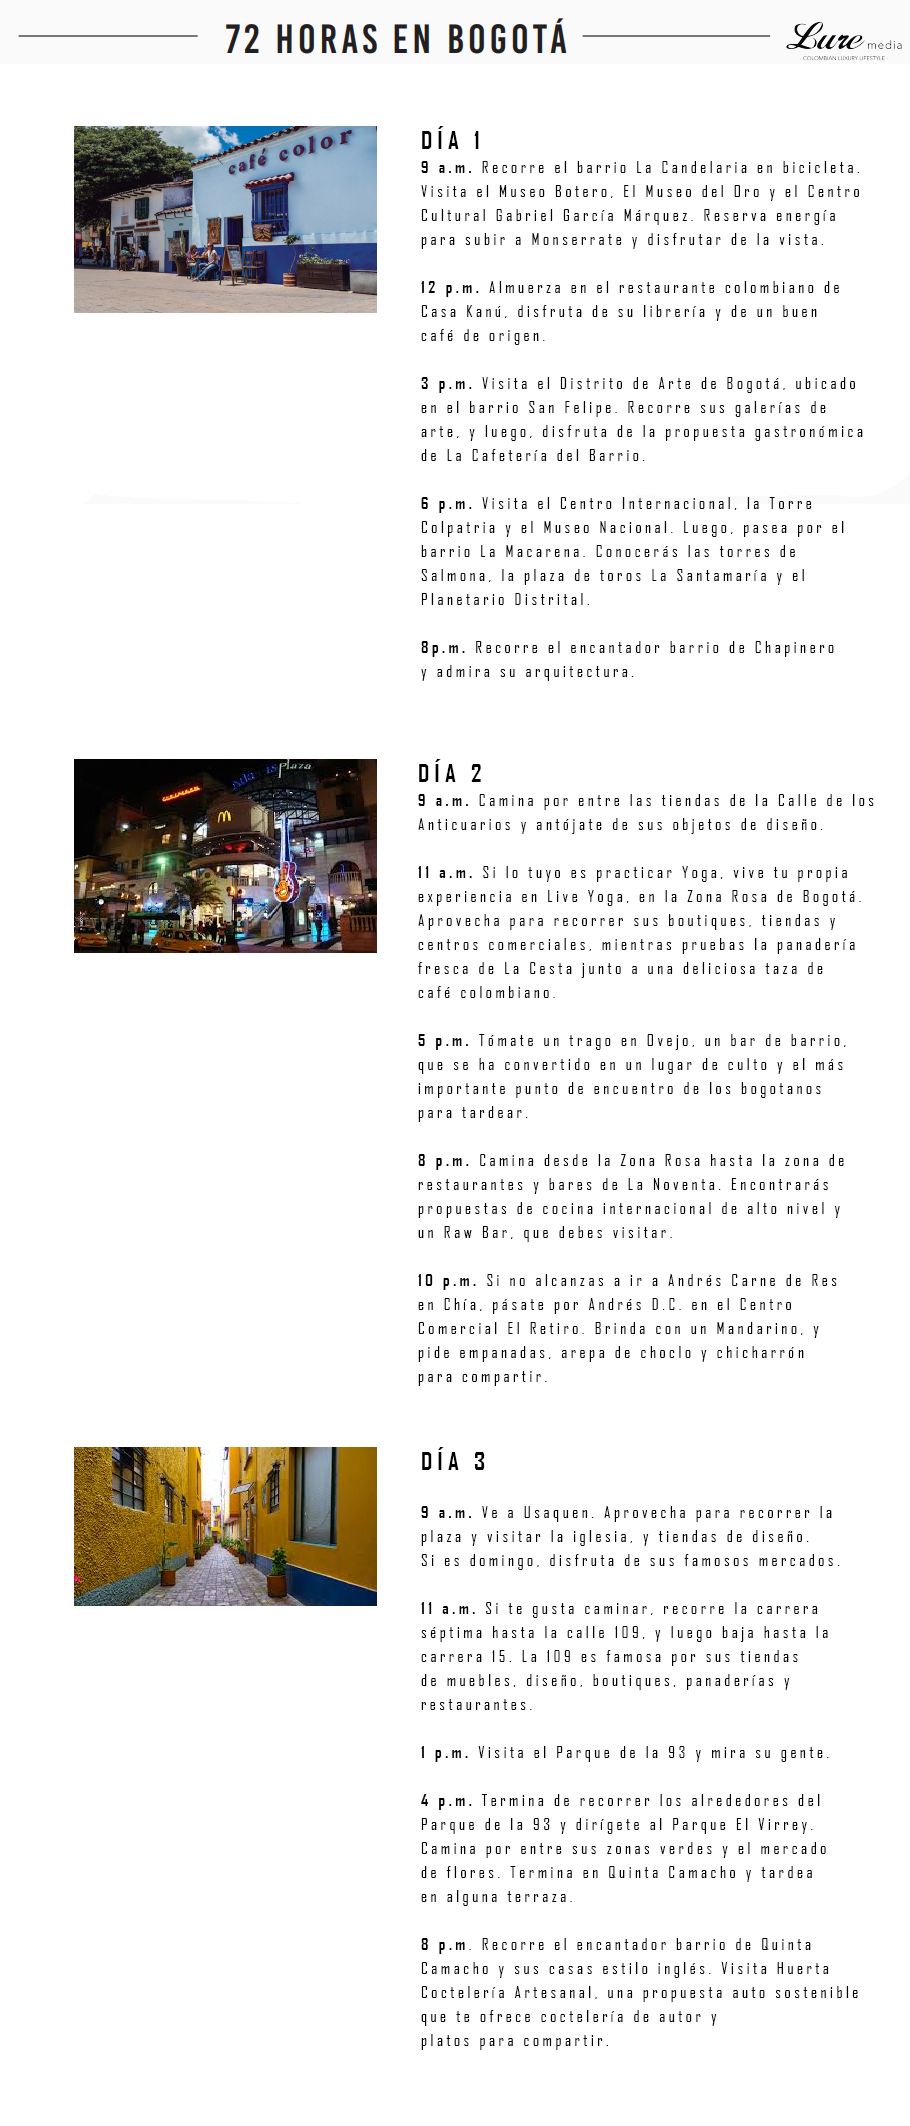 72 HORAS EN BOGOTÁ
Lure media
COLOMBIAN LUXURY LIFESTYLE
café color
DÍA 1
9 a.m. Recorre el barrio La Candelaria en bicicleta.
Visita el Museo Botero, El Museo del Oro y el Centro
Cultural Gabriel García Márquez. Reserva energía
para subir a Monserrate y disfrutar de la vista.
12 p.m. Almuerza en el restaurante colombiano de
Casa Kanú, disfruta de su librería y de un buen
café de origen.
3 p.m. Visita el Distrito de Arte de Bogotá, ubicado
en el barrio San Felipe. Recorre sus galerías de
arte, y luego, disfruta de la propuesta gastronómica
de La Cafetería del Barrio.
6 p.m. Visita el Centro Internacional, la Torre
Colpatria y el Museo Nacional. Luego, pasea por el
barrio La Macarena. Conocerás las torres de
Salmona, la plaza de toros La Santamaría y el
Planetario Distrital.
8p.m. Recorre el encantador barrio de Chapinero
y admira su arquitectura.
plaza
DÍA 2
9 a.m. Camina por entre las tiendas de la Calle de los
Anticuarios y antójate de sus objetos de diseño.
11 a.m. Si lo tuyo es practicar Yoga, vive tu propia
experiencia en Live Yoga, en la Zona Rosa de Bogotá.
Aprovecha para recorrer sus boutiques, tiendas y
centros comerciales, mientras pruebas la panadería
fresca de La Cesta junto a una deliciosa taza de
café colombiano.
5 p.m. Tómate un trago en Ovejo, un bar de barrio,
que se ha convertido en un lugar de culto y el más
importante punto de encuentro de los bogotanos
para tardear.
8 p.m. Camina desde la Zona Rosa hasta la zona de
restaurantes y bares de La Noventa. Encontrarás
propuestas de cocina internacional de alto nivel y
un Raw Bar, que debes visitar.
10 p.m. Si no alcanzas a ir a Andrés Carne de Res
en Chía, pásate por Andrés D.C. en el Centro
Comercial El Retiro. Brinda con un Mandarino, y
pide empanadas, arepa de choclo y chicharrón
para compartir.
DÍA 3
9 a.m. Ve a Usaquen. Aprovecha para recorrer la
plaza y visitar la iglesia, y tiendas de diseño.
Si es domingo, disfruta de sus famosos mercados.
11 a.m. Si te gusta caminar, recorre la carrera
séptima hasta la calle 109, y luego baja hasta la
carrera 15. La 109 es famosa por sus tiendas
de muebles, diseño, boutiques, panaderías y
restaurantes.
1 p.m. Visita el Parque de la 93 y mira su gente.
4 p.m. Termina de recorrer los alrededores del
Parque de la 93 y dirígete al Parque El Virrey.
Camina por entre sus zonas verdes y el mercado
de flores. Termina en Quinta Camacho y tardea
en alguna terraza.
8 p.m. Recorre el encantador barrio de Quinta
Camacho y sus casas estilo inglés. Visita Huerta
Coctelería Artesanal, una propuesta auto sostenible
que te ofrece coctelería de autor y
platos para compartir.